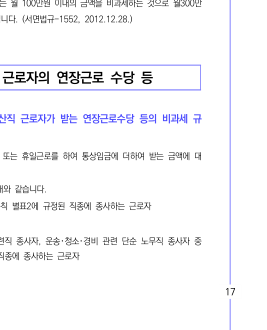 는 월 100만원 이내의 금액을 비과세하는 것으로 월300만
니다. (서면법규-1552, 2012.12.28.)
근로자의 연장근로 수당 등
산직 근로자가 받는 연장근로수당 등의 비과세 규
또는 휴일근로를 하여 통상임금에 더하여 받는 금액에 대
와 같습니다.
칙 별표2에 규정된 직종에 종사하는 근로자
련직 종사자, 운송·청소·경비 관련 단순 노무직 종사자 중
직종에 종사하는 근로자
17